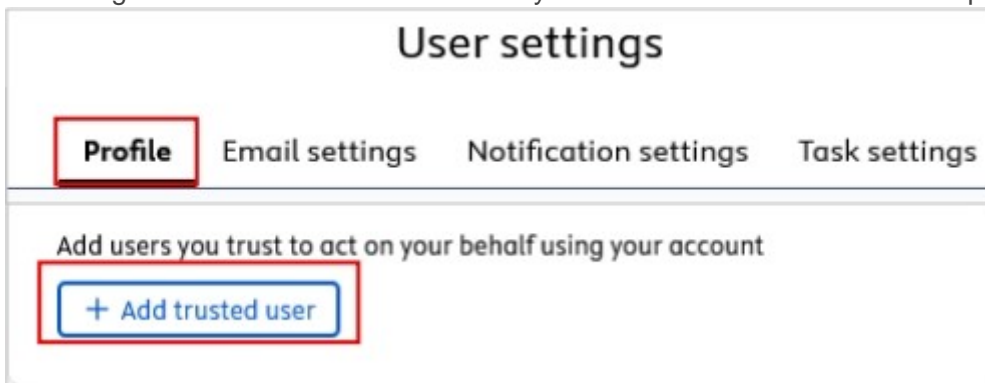 User settings
Profile Email settings Notification settings Task settings
Add users you trust to act on your behalf using your account
+ Add trusted user